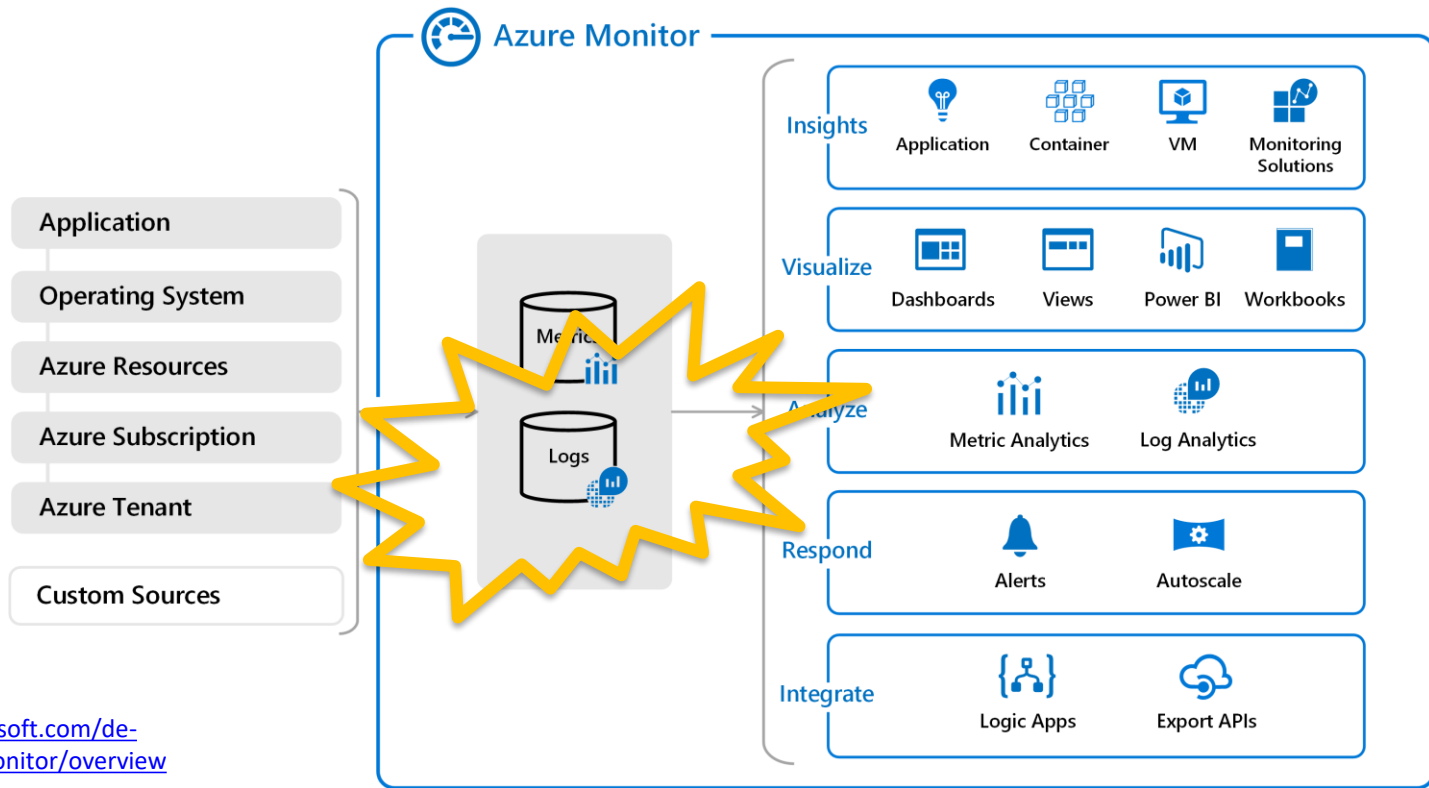 Azure Monitor
Application
Operating System
Azure Resources
Azure Subscription
Azure Tenant
Custom Sources
Metrics
Logs
Insights
Application
Container
VM
Monitoring
Solutions
Visualize
Dashboards
Views
Power BI
Workbooks
Analyze
Metric Analytics
Log Analytics
Respond
Alerts
Autoscale
Integrate
Logic Apps
Export APIs
soft.com/de-
onitor/overview